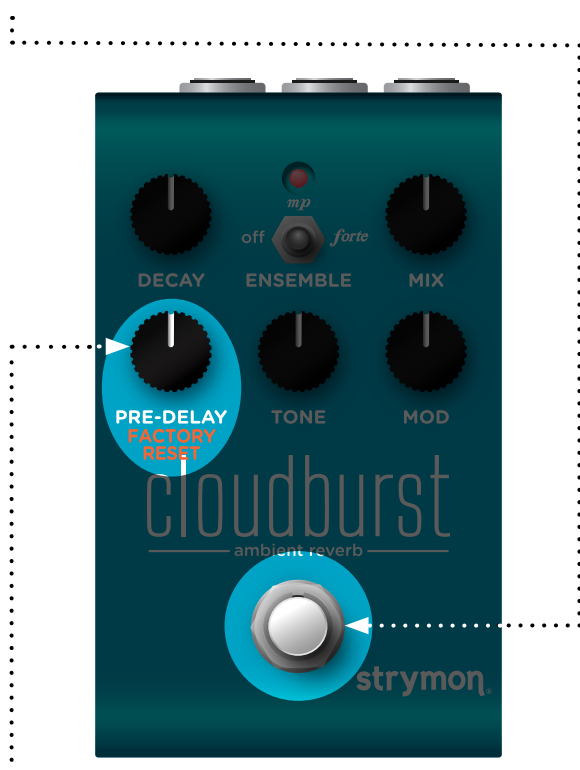 mp
off forte
DECAY ENSEMBLE MIX
PRE-DELAY TONE MOD
FACTORY
RESET
cloudburst
ambient reverb
strymon®